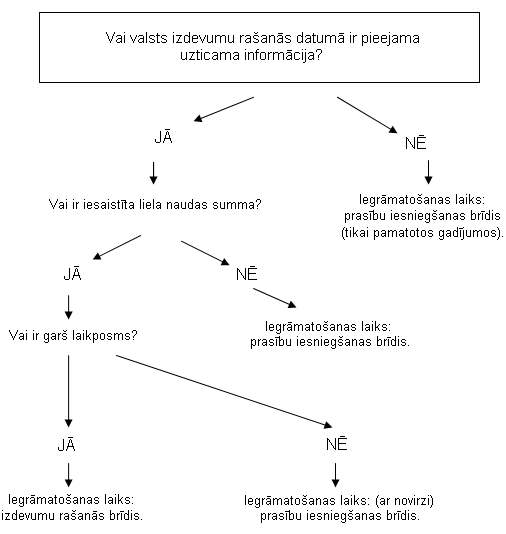 Vai valsts izdevumu rašanās datumā ir pieejama
uzticama informācija?
JĀ
NĒ
Vai ir iesaistīta liela naudas summa?
Iegrāmatošanas laiks:
prasību iesniegšanas brīdis
(tikai pamatotos gadījumos).
JĀ
NĒ
Vai ir garš laikposms?
Iegrāmatošanas laiks:
prasību iesniegšanas brīdis.
JĀ
NĒ
Iegrāmatošanas laiks:
izdevumu rašanās brīdis.
Iegrāmatošanas laiks: (ar novirzi)
prasību iesniegšanas brīdis.